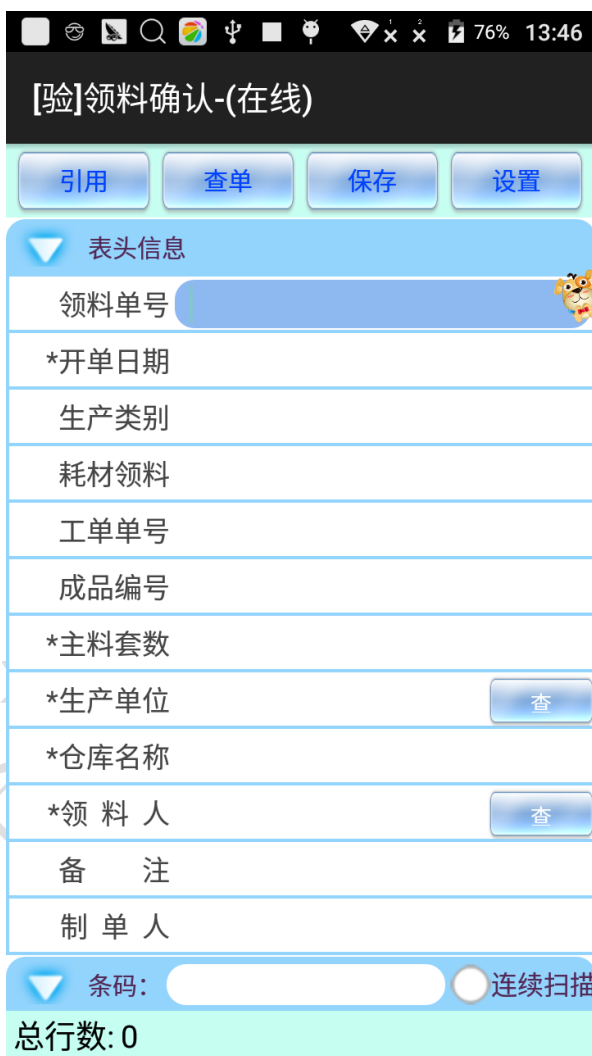 76% 13:46
[验]领料确认-(在线)
引用 查单 保存 设置
表头信息
领料单号
*开单日期
生产类别
耗材领料
工单单号
成品编号
*主料套数
*生产单位 查
*仓库名称
*领 料 人 查
备 注
制 单 人
条码: 连续扫描
总行数: 0